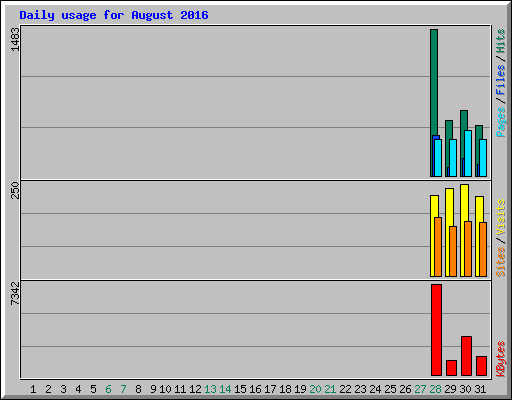 Daily usage for August 2016
1483
Pages/Files/Hits
250
Sites/Visits
7342
KBytes
1 2 3 4 5 6 7 8 9 10 11 12 13 14 15 16 17 18 19 20 21 22 23 24 25 26 27 28 29 30 31